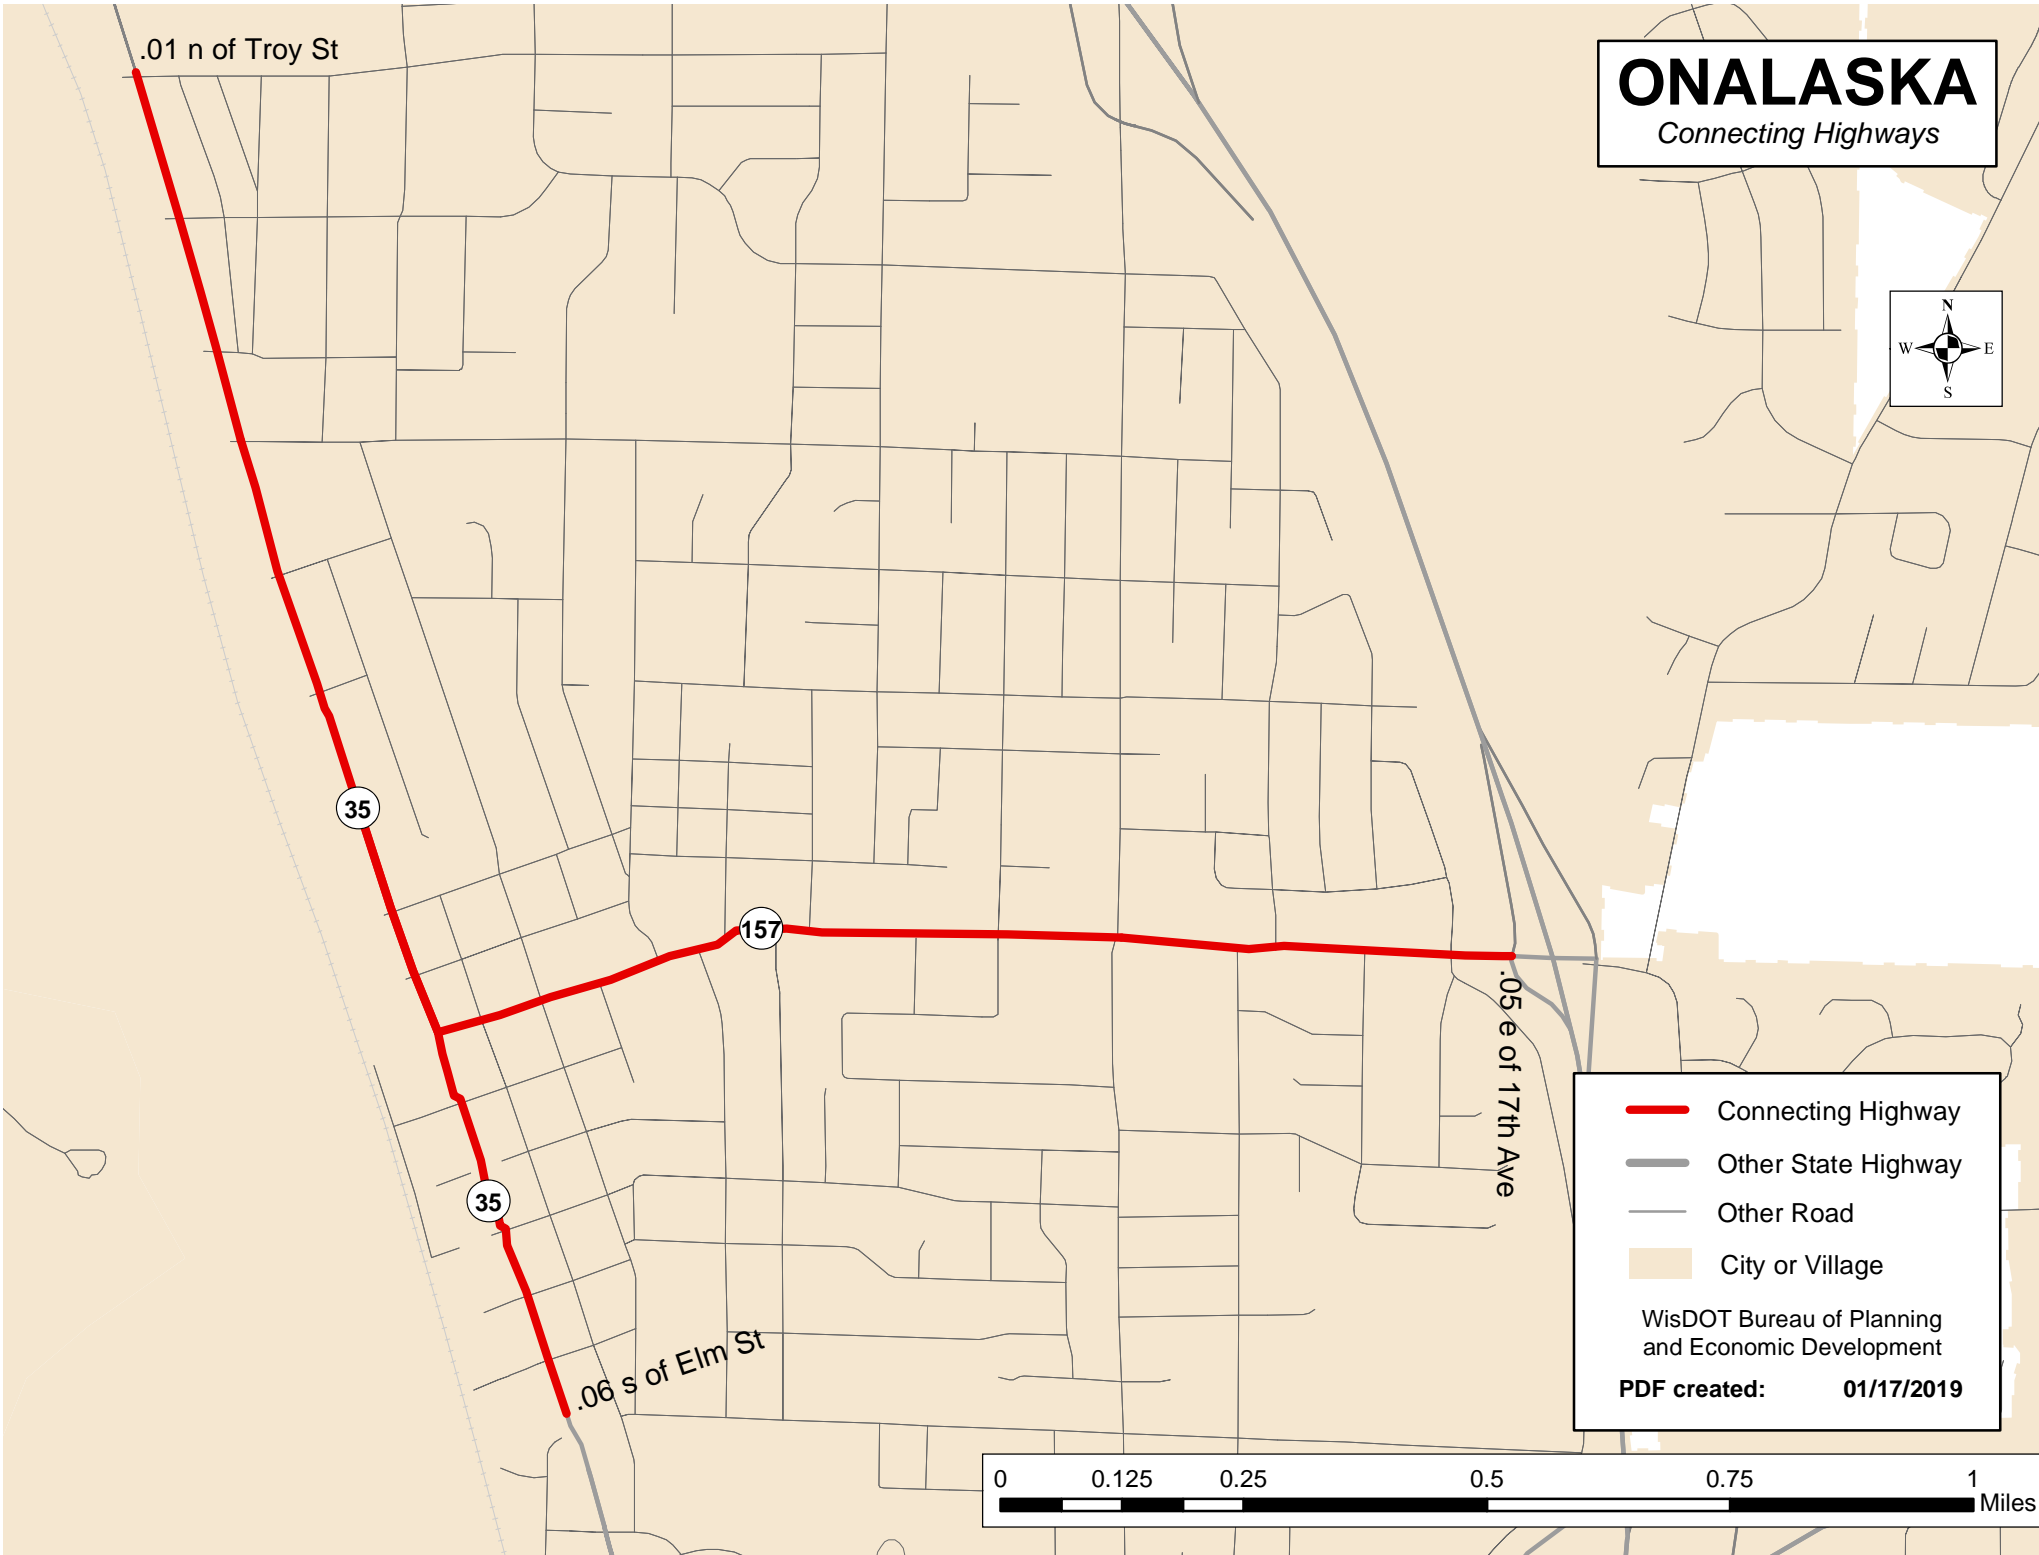 .01 n of Troy St
ONALASKA
Connecting Highways
N
W E
S
35
157
.05 e of 17th Ave
35
.06 s of Elm St
Connecting Highway
Other State Highway
Other Road
City or Village
WisDOT Bureau of Planning
and Economic Development
PDF created: 01/17/2019
0 0.125 0.25 0.5 0.75 1
Miles